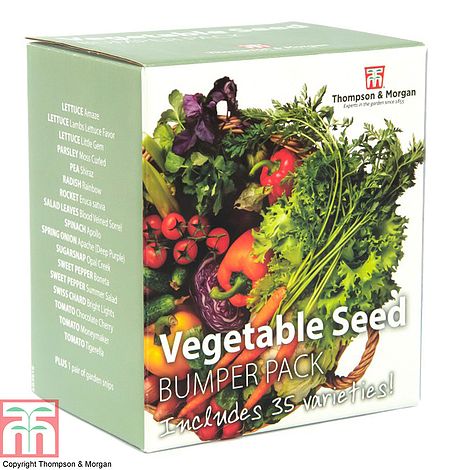 Vegetable Seed
Thompson & Morgan
Experts in the garden since 1855
LETTUCE Amaze
LETTUCE Lambs Lettuce Favor
LETTUCE Little Gem
PARSLEY Moss Curled
PEA Shiraz
RADISH Rainbow
ROCKET Eruca sativa
SALAD LEAVES (Blood Veined Sorrel)
SPINACH Apollo
SPRING ONION Apache (Deep Purple)
SUGARSNAP Opal Creek
SWEET PEPPER Boneta
SWEET PEPPER Summer Salad
SWISS CHARD Bright Lights
TOMATO Chocolate Cherry
TOMATO Moneymaker
TOMATO Tigerella
PLUS 1 pair of garden snips
Vegetable Seed
BUMPER PACK
Includes 35 varieties!
Copyright Thompson & Morgan